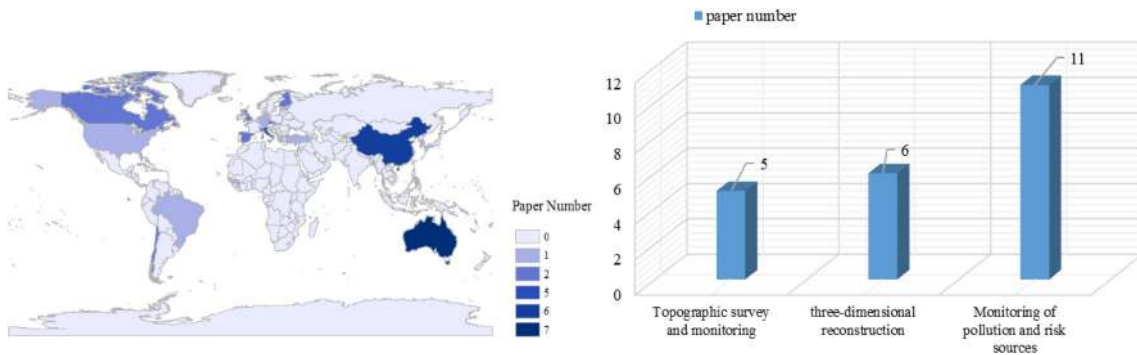 Paper Number
0
1
2
5
6
7
paper number
12
10
8
6
4
2
0
5
6
11
Topographic survey
and monitoring
three-dimensional
reconstruction
Monitoring of
pollution and risk
sources